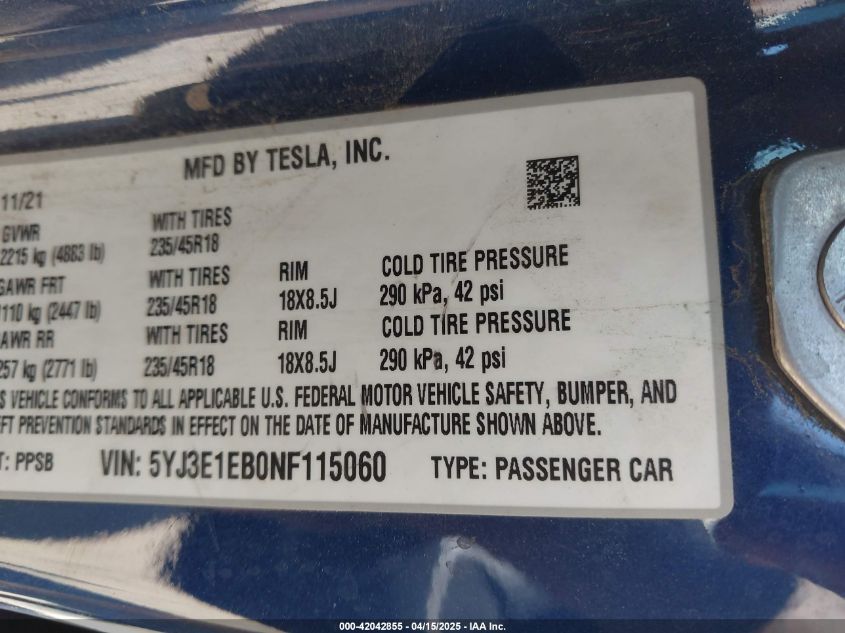 MFD BY TESLA, INC.
11/21
GVWR WITH TIRES
2215 kg (4883 lb) 235/45R18
GAWR FRT WITH TIRES RIM COLD TIRE PRESSURE
1110 kg (2447 lb) 235/45R18 18X8.5J 290 kPa, 42 psi
AWR RR WITH TIRES RIM COLD TIRE PRESSURE
257 kg (2771 lb) 235/45R18 18X8.5J 290 kPa, 42 psi
S VEHICLE CONFORMS TO ALL APPLICABLE U.S. FEDERAL MOTOR VEHICLE SAFETY, BUMPER, AND
EFT PREVENTION STANDARDS IN EFFECT ON THE DATE OF MANUFACTURE SHOWN ABOVE.
T: PPSB VIN: 5YJ3E1EB0NF115060 TYPE: PASSENGER CAR
000-42042855 - 04/15/2025 - IAA Inc.